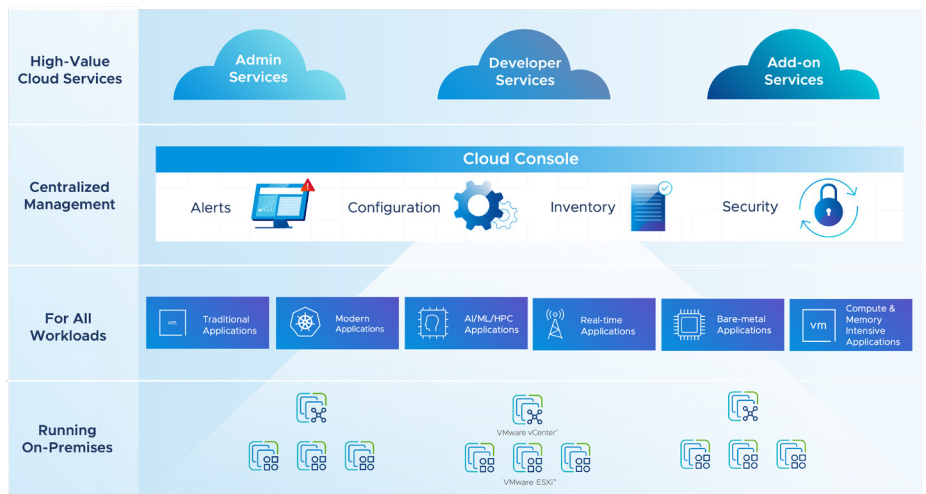 High-Value
Cloud Services
Admin
Services
Developer
Services
Add-on
Services
Centralized
Management
Cloud Console
Alerts
Configuration
Inventory
Security
For All
Workloads
vm
Traditional
Applications
Modern
Applications
AI/ML/HPC
Applications
Real-time
Applications
Bare-metal
Applications
vm
Compute &
Memory
Intensive
Applications
Running
On-Premises
VMware vCenter®
VMware ESXi™